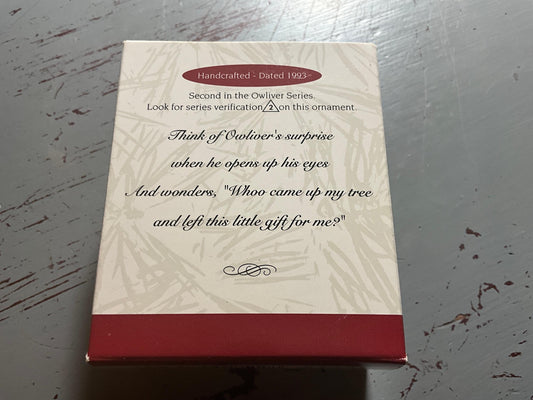 Handcrafted - Dated 1993
Second in the Owliver Series.
Look for series verification 2 on this ornament.
Think of Owliver's surprise
when he opens up his eyes
And wonders, "Whoo came up my tree
and left this little gift for me?"